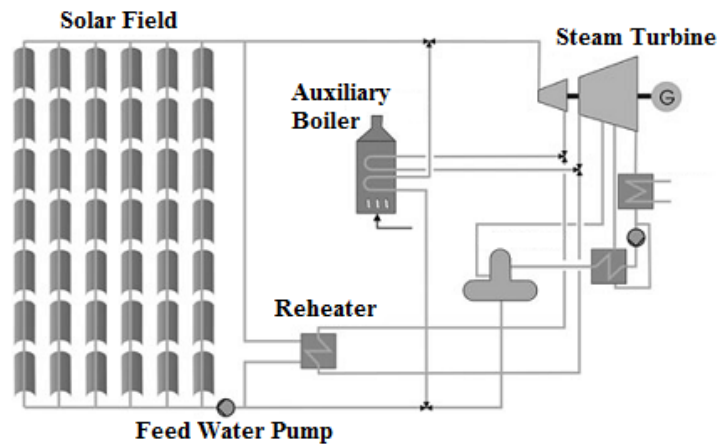 Solar Field
Steam Turbine
Auxiliary
Boiler
G
Reheater
Feed Water Pump